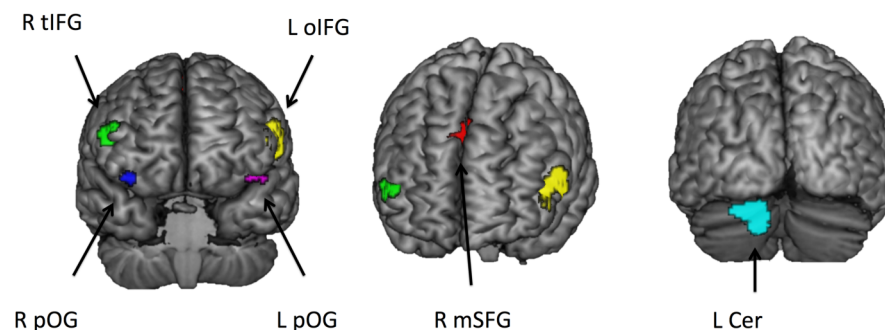 R tIFG
L oIFG
R pOG
L pOG
R mSFG
L Cer